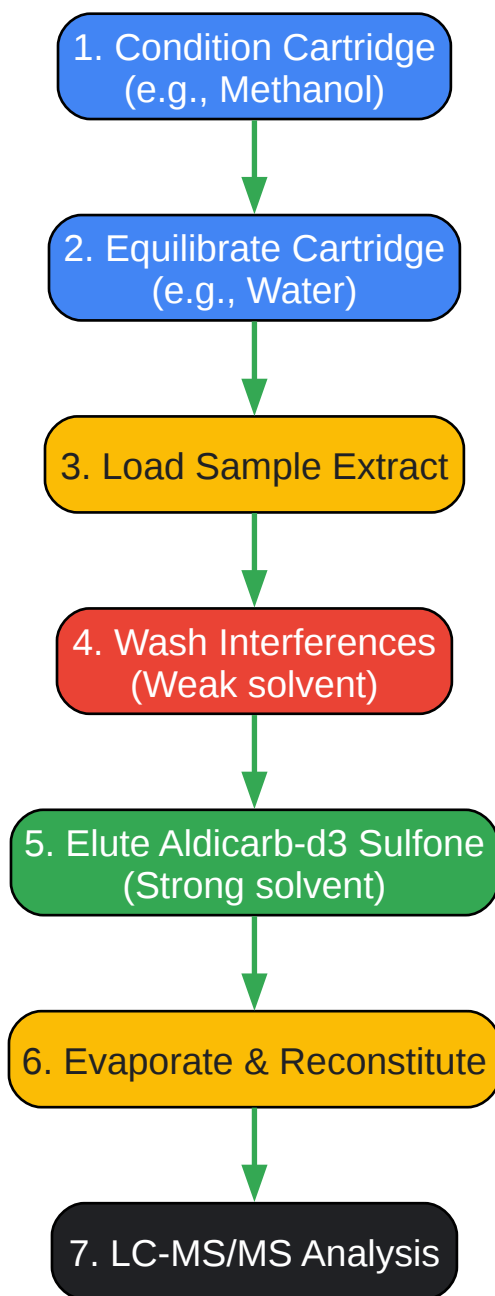 1. Condition Cartridge
(e.g., Methanol)
2. Equilibrate Cartridge
(e.g., Water)
3. Load Sample Extract
4. Wash Interferences
(Weak solvent)
5. Elute Aldicarb-d3 Sulfone
(Strong solvent)
6. Evaporate & Reconstitute
7. LC-MS/MS Analysis